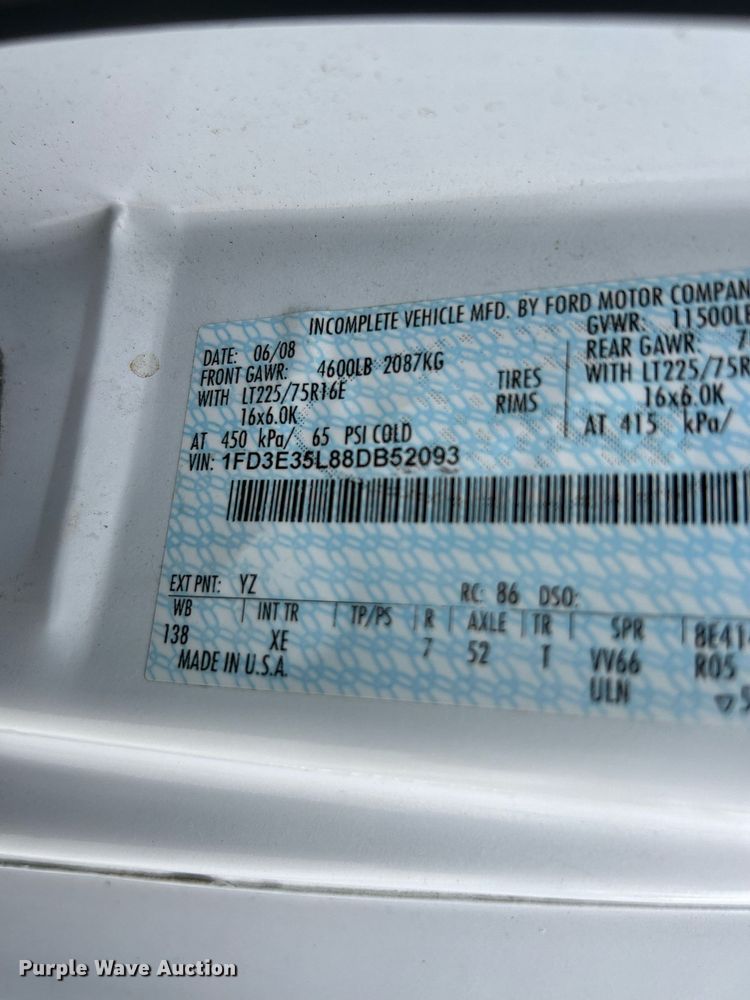 INCOMPLETE VEHICLE MFD. BY FORD MOTOR COMPAN
DATE: 06/08 GVWR: 11500LB
FRONT GAWR: 4600LB 2087KG REAR GAWR: 7
WITH LT225/75R16E TIRES WITH LT225/75R
16x6.0K RIMS 16x6.0K
AT 450 kPa/ 65 PSI COLD AT 415 kPa/
VIN: 1FD3E35L88DB52093
EXT PNT: YZ RC: 86 DSO:
WB INT TR TP/PS R AXLE TR SPR 8E41
138 XE 7 52 T VV66 R05
MADE IN U.S.A. ULN
Purple Wave Auction